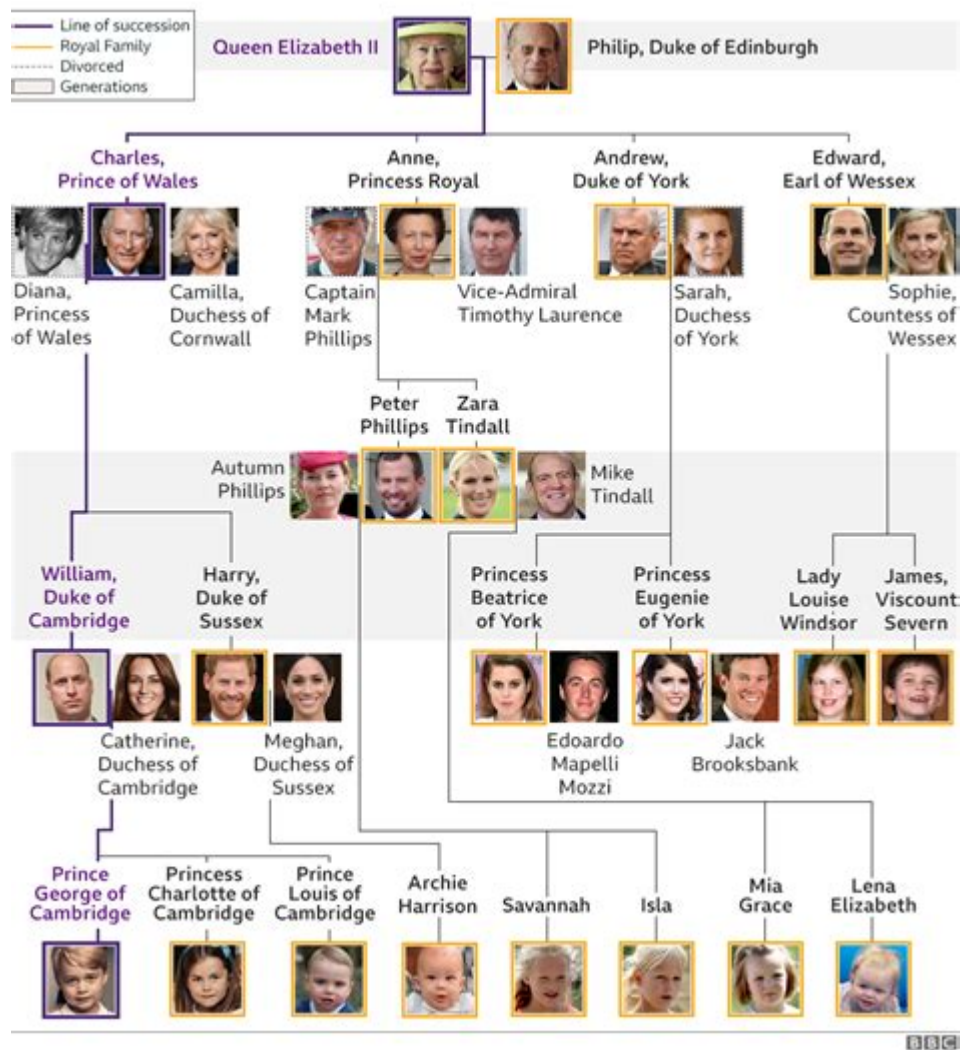 Line of succession
Royal Family
Divorced
Generations
Queen Elizabeth II
Philip, Duke of Edinburgh
Charles,
Prince of Wales
Anne,
Princess Royal
Andrew,
Duke of York
Edward,
Earl of Wessex
Diana,
Princess
of Wales
Camilla,
Duchess of
Cornwall
Captain
Mark
Phillips
Vice-Admiral
Timothy Laurence
Sarah,
Duchess
of York
Sophie,
Countess of
Wessex
Peter
Phillips
Zara
Tindall
Autumn
Phillips
Mike
Tindall
William,
Duke of
Cambridge
Harry,
Duke of
Sussex
Princess
Beatrice
of York
Princess
Eugenie
of York
Lady
Louise
Windsor
James,
Viscount
Severn
Catherine,
Duchess of
Cambridge
Meghan,
Duchess of
Sussex
Edoardo
Mapelli
Mozzi
Jack
Brooksbank
Prince
George of
Cambridge
Princess
Charlotte of
Cambridge
Prince
Louis of
Cambridge
Archie
Harrison
Savannah
Isla
Mia
Grace
Lena
Elizabeth
BBC